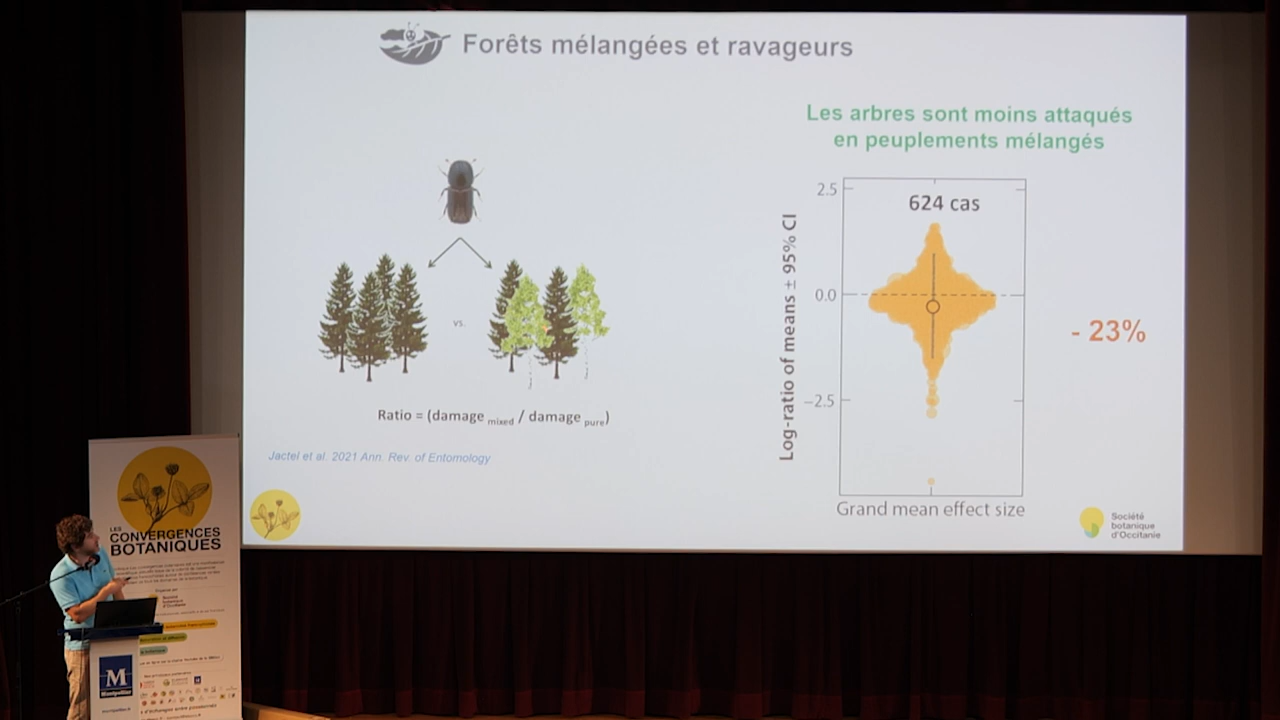 Forêts mélangées et ravageurs
Les arbres sont moins attaqués
en peuplements mélangés
vs.
Ratio = (damage mixed / damage pure)
Jactel et al. 2021 Ann. Rev. of Entomology
624 cas
2.5
0.0
−2.5
Log-ratio of means ± 95% CI
Grand mean effect size
- 23%
Société
botanique
d'Occitanie
LES
CONVERGENCES
BOTANIQUES
M
Montpellier